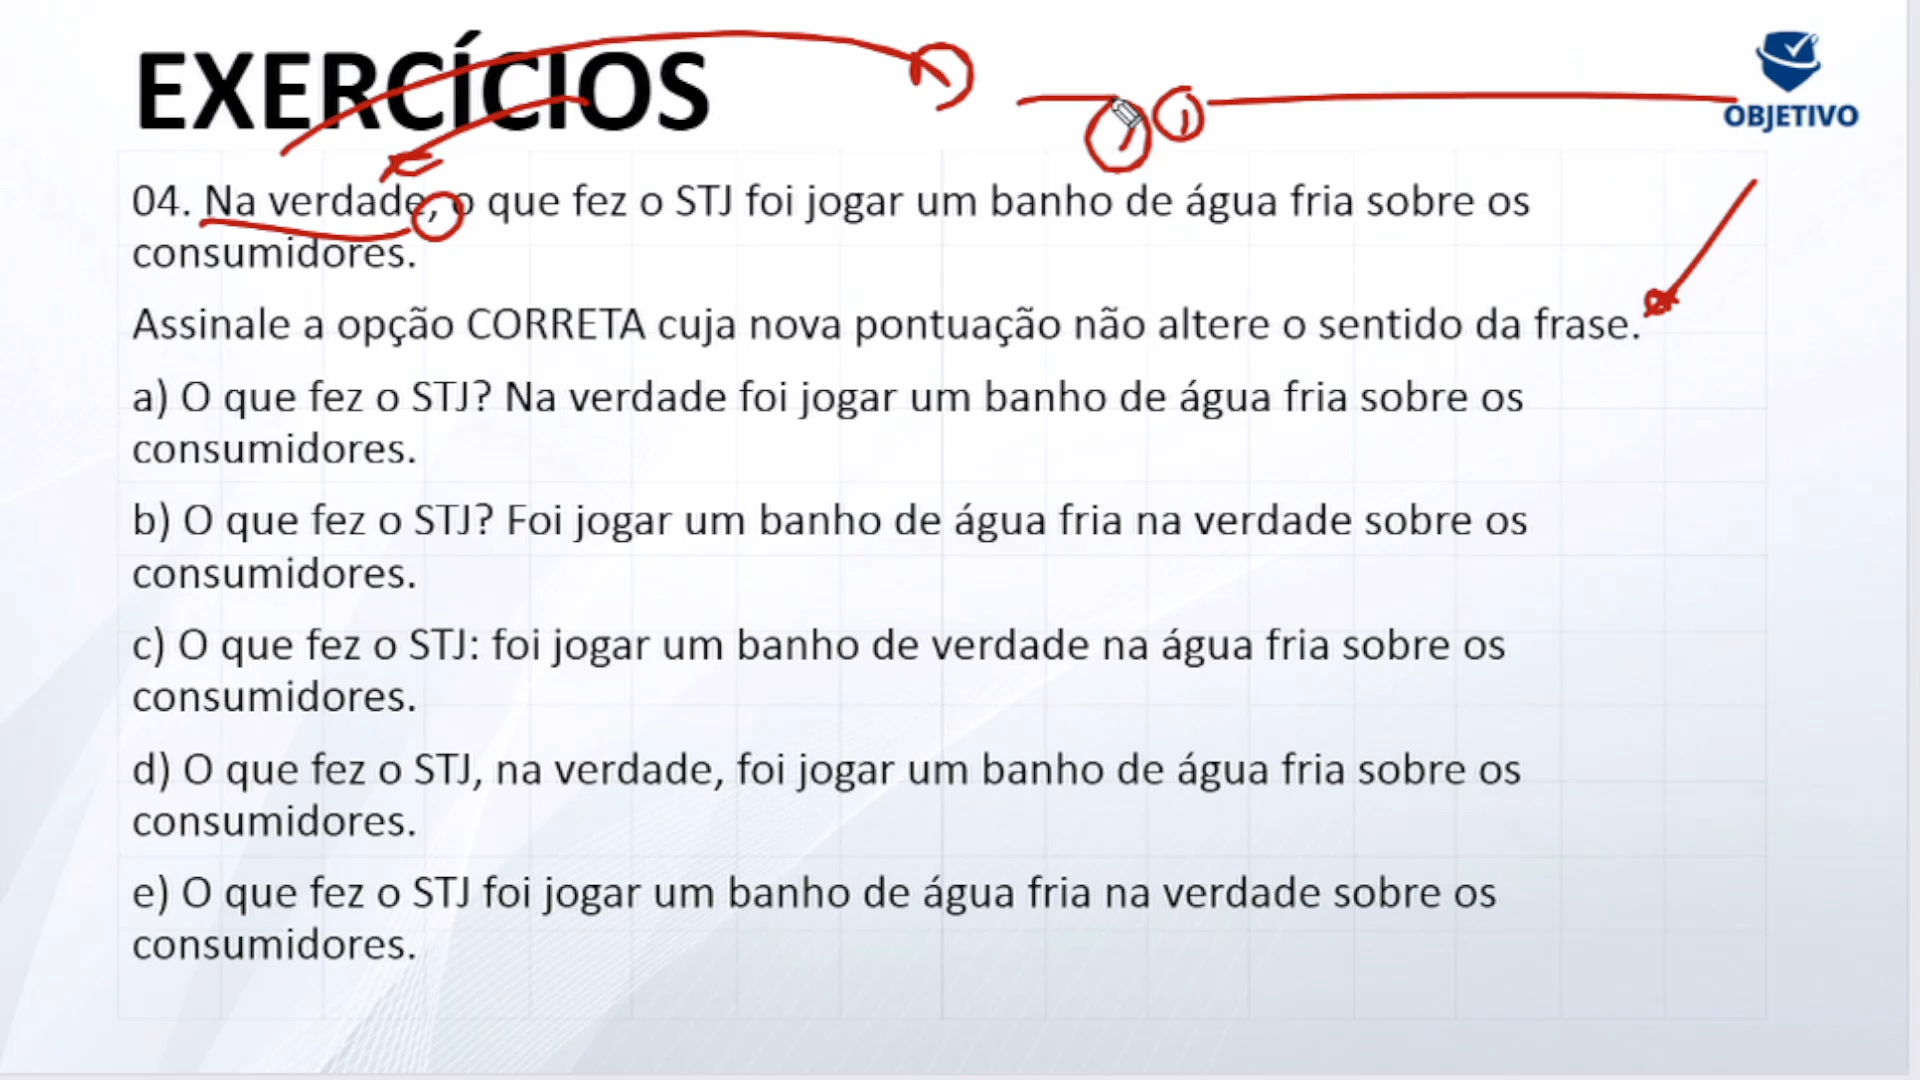 EXERCÍCIOS
OBJETIVO
04. Na verdade, o que fez o STJ foi jogar um banho de água fria sobre os
consumidores.
Assinale a opção CORRETA cuja nova pontuação não altere o sentido da frase.
a) O que fez o STJ? Na verdade foi jogar um banho de água fria sobre os
consumidores.
b) O que fez o STJ? Foi jogar um banho de água fria na verdade sobre os
consumidores.
c) O que fez o STJ: foi jogar um banho de verdade na água fria sobre os
consumidores.
d) O que fez o STJ, na verdade, foi jogar um banho de água fria sobre os
consumidores.
e) O que fez o STJ foi jogar um banho de água fria na verdade sobre os
consumidores.